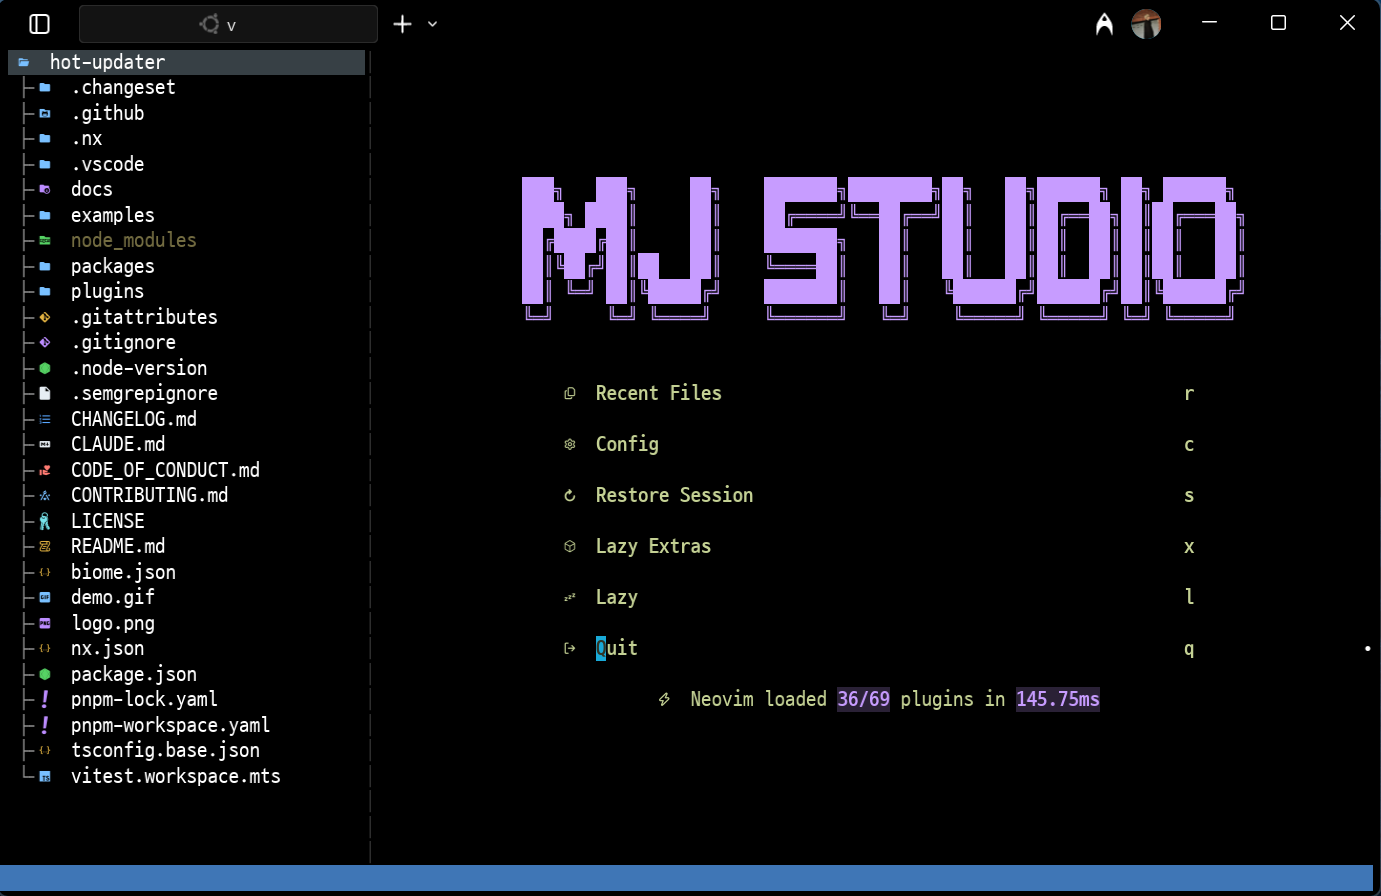 v
hot-updater
.changeset
.github
.nx
.vscode
docs
examples
node_modules
packages
plugins
.gitattributes
.gitignore
.node-version
.semgrepignore
CHANGELOG.md
CLAUDE.md
CODE_OF_CONDUCT.md
CONTRIBUTING.md
LICENSE
README.md
biome.json
demo.gif
logo.png
nx.json
package.json
pnpm-lock.yaml
pnpm-workspace.yaml
tsconfig.base.json
vitest.workspace.mts
MJ STUDIO
Recent Files r
Config c
Restore Session s
Lazy Extras x
Lazy l
Quit q
Neovim loaded 36/69 plugins in 145.75ms